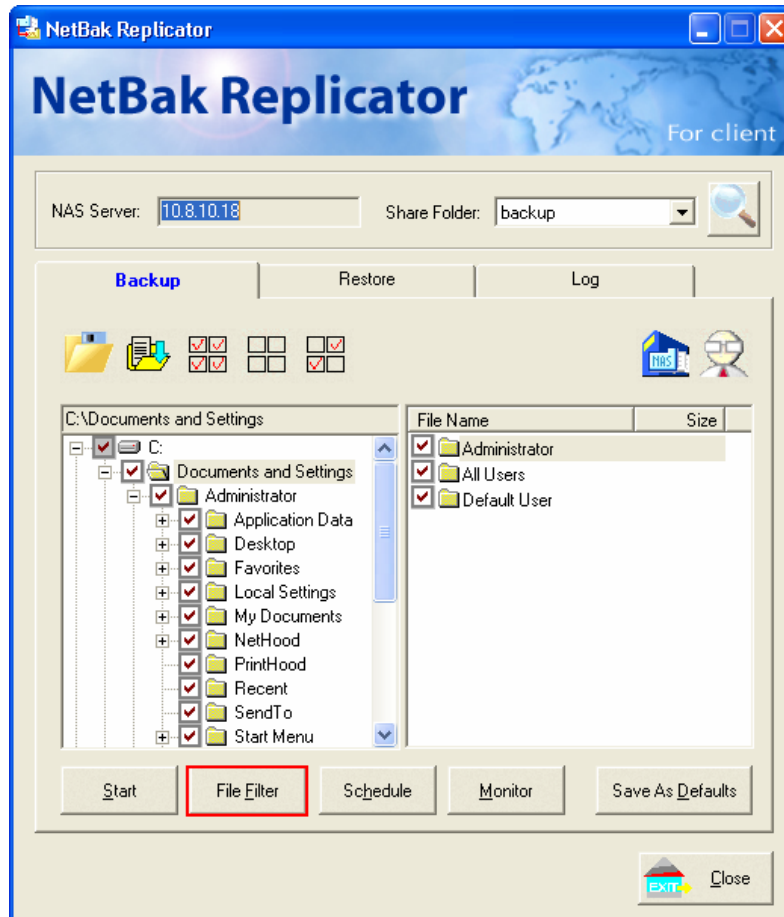 NetBak Replicator
NetBak Replicator
For client
NAS Server: 10.8.10.18 Share Folder: backup
Backup Restore Log
NAS
C:\Documents and Settings
File Name Size
C:
Documents and Settings
Administrator
Application Data
Desktop
Favorites
Local Settings
My Documents
NetHood
PrintHood
Recent
SendTo
Start Menu
Administrator
All Users
Default User
Start File Filter Schedule Monitor Save As Defaults
EXIT Close